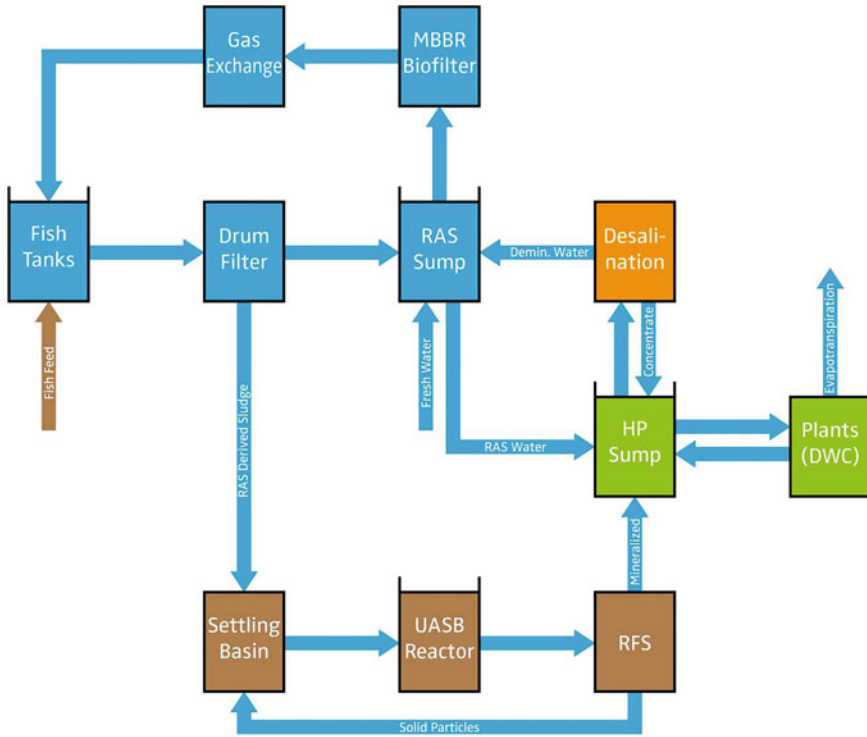 Gas
Exchange
MBBR
Biofilter
Fish
Tanks
Drum
Filter
RAS
Sump
Demin. Water
Desali-
nation
Fish Feed
RAS Derived Sludge
Fresh Water
RAS Water
Concentrate
Evapotranspiration
HP
Sump
Plants
(DWC)
Mineralized
Settling
Basin
UASB
Reactor
RFS
Solid Particles